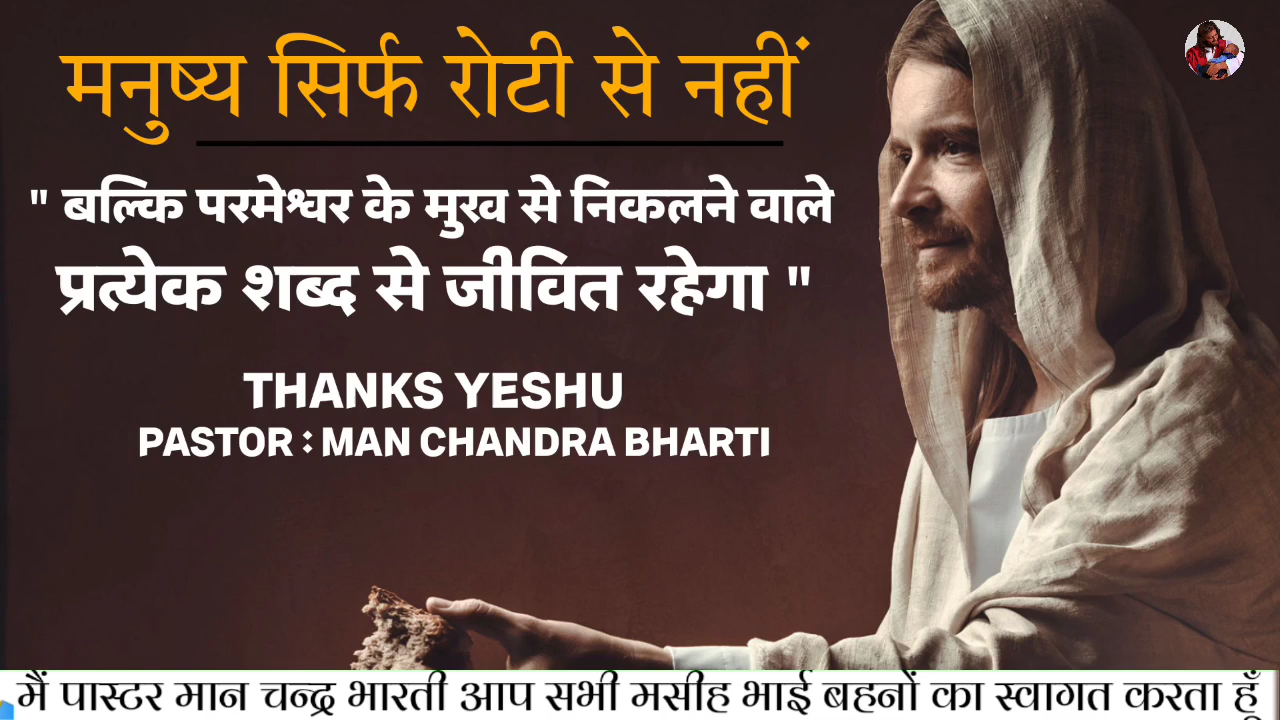 मनुष्य सिर्फ रोटी से नहीं
" बल्कि परमेश्वर के मुख से निकलने वाले
प्रत्येक शब्द से जीवित रहेगा "
THANKS YESHU
PASTOR : MAN CHANDRA BHARTI
मैं पास्टर मान चन्द्र भारती आप सभी मसीह भाई बहनों का स्वागत करता हूँ